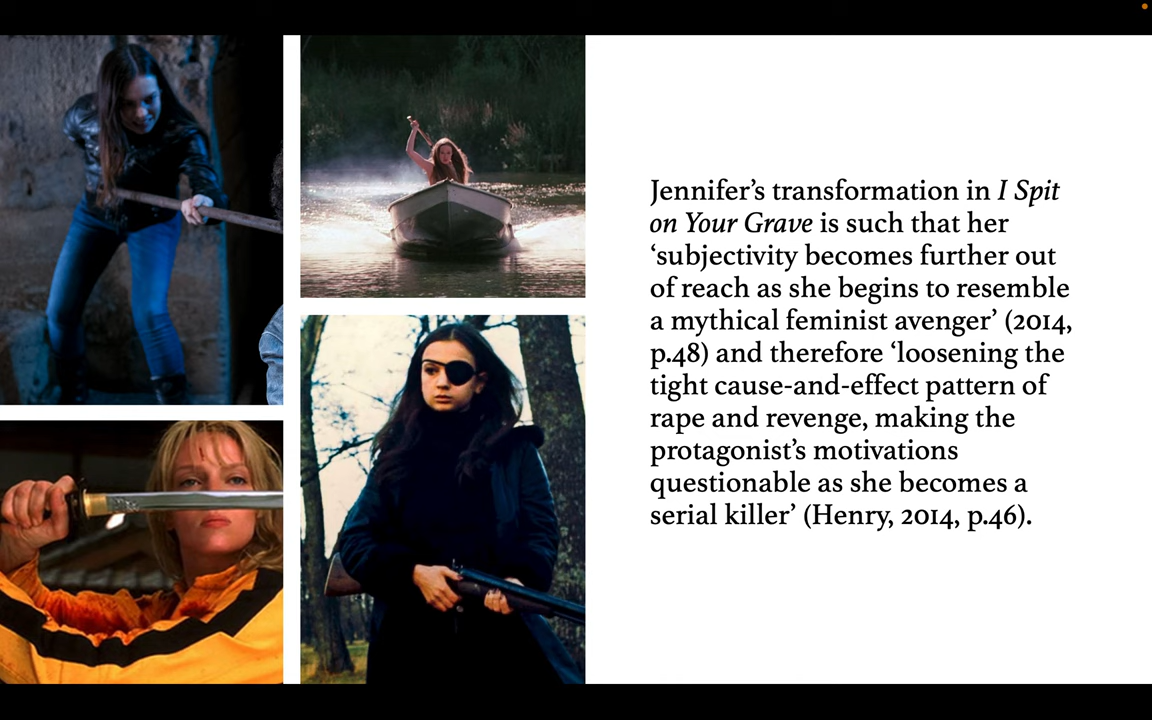 Jennifer’s transformation in I Spit
on Your Grave is such that her
‘subjectivity becomes further out
of reach as she begins to resemble
a mythical feminist avenger’ (2014,
p.48) and therefore ‘loosening the
tight cause-and-effect pattern of
rape and revenge, making the
protagonist’s motivations
questionable as she becomes a
serial killer’ (Henry, 2014, p.46).